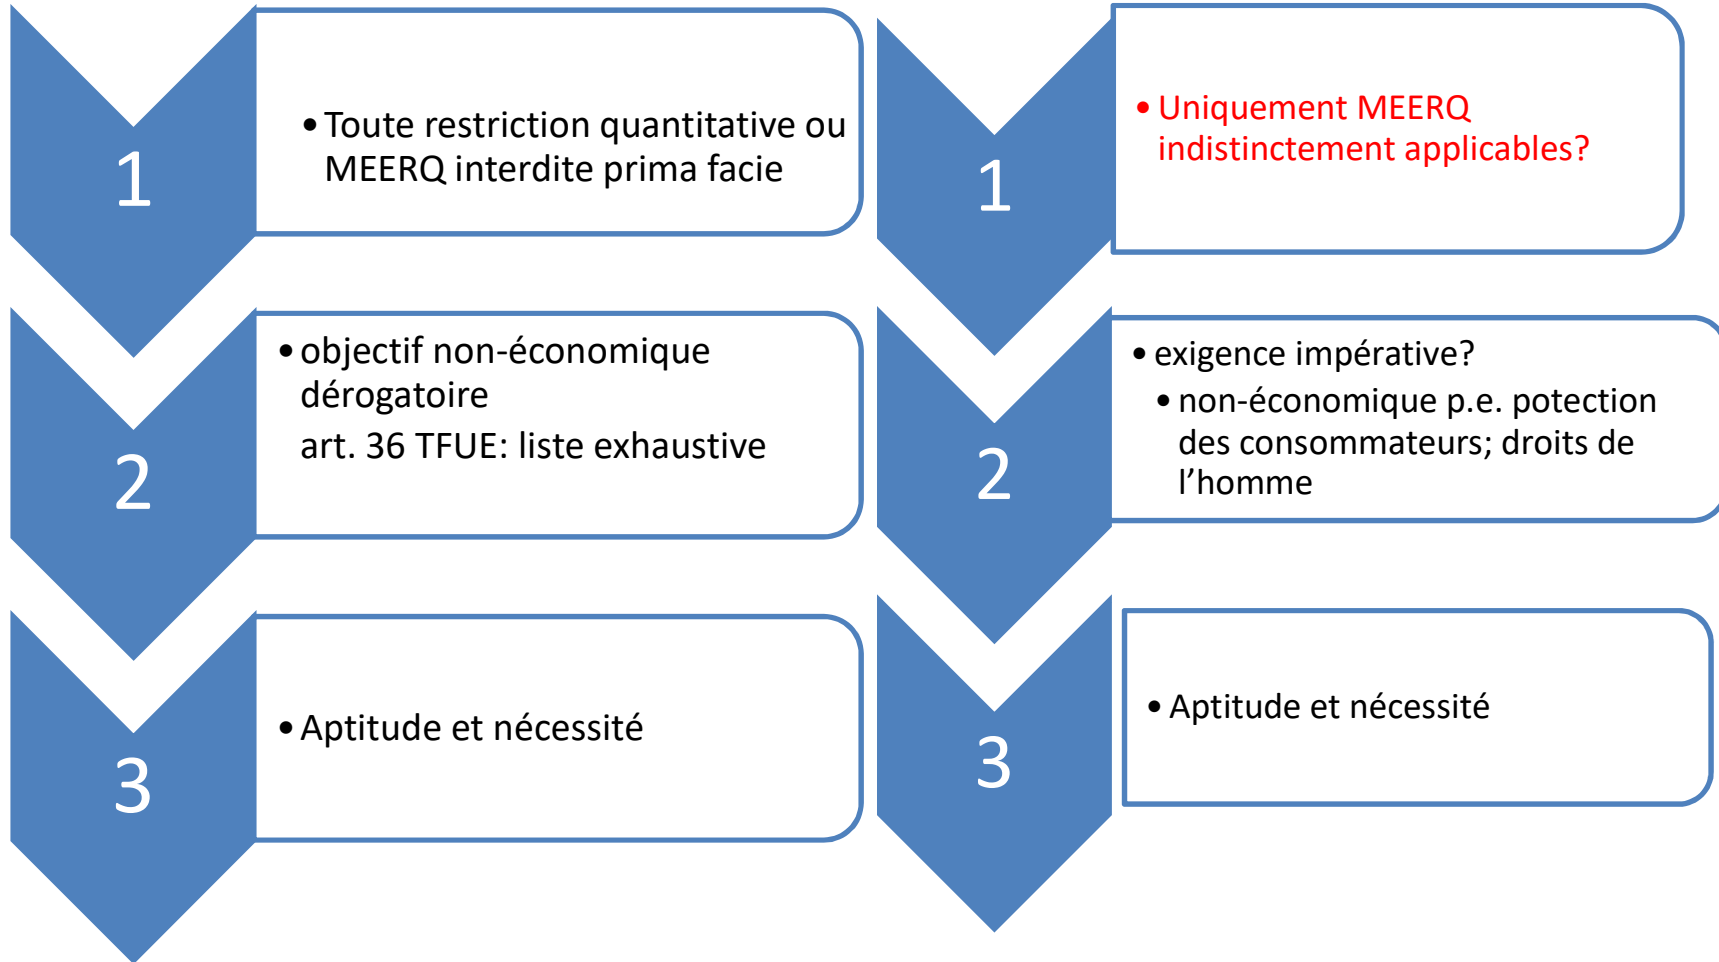 1
• Toute restriction quantitative ou
MEERQ interdite prima facie
2
• objectif non-économique
dérogatoire
art. 36 TFUE: liste exhaustive
3
• Aptitude et nécessité
1
• Uniquement MEERQ
indistinctement applicables?
2
• exigence impérative?
• non-économique p.e. potection
des consommateurs; droits de
l’homme
3
• Aptitude et nécessité